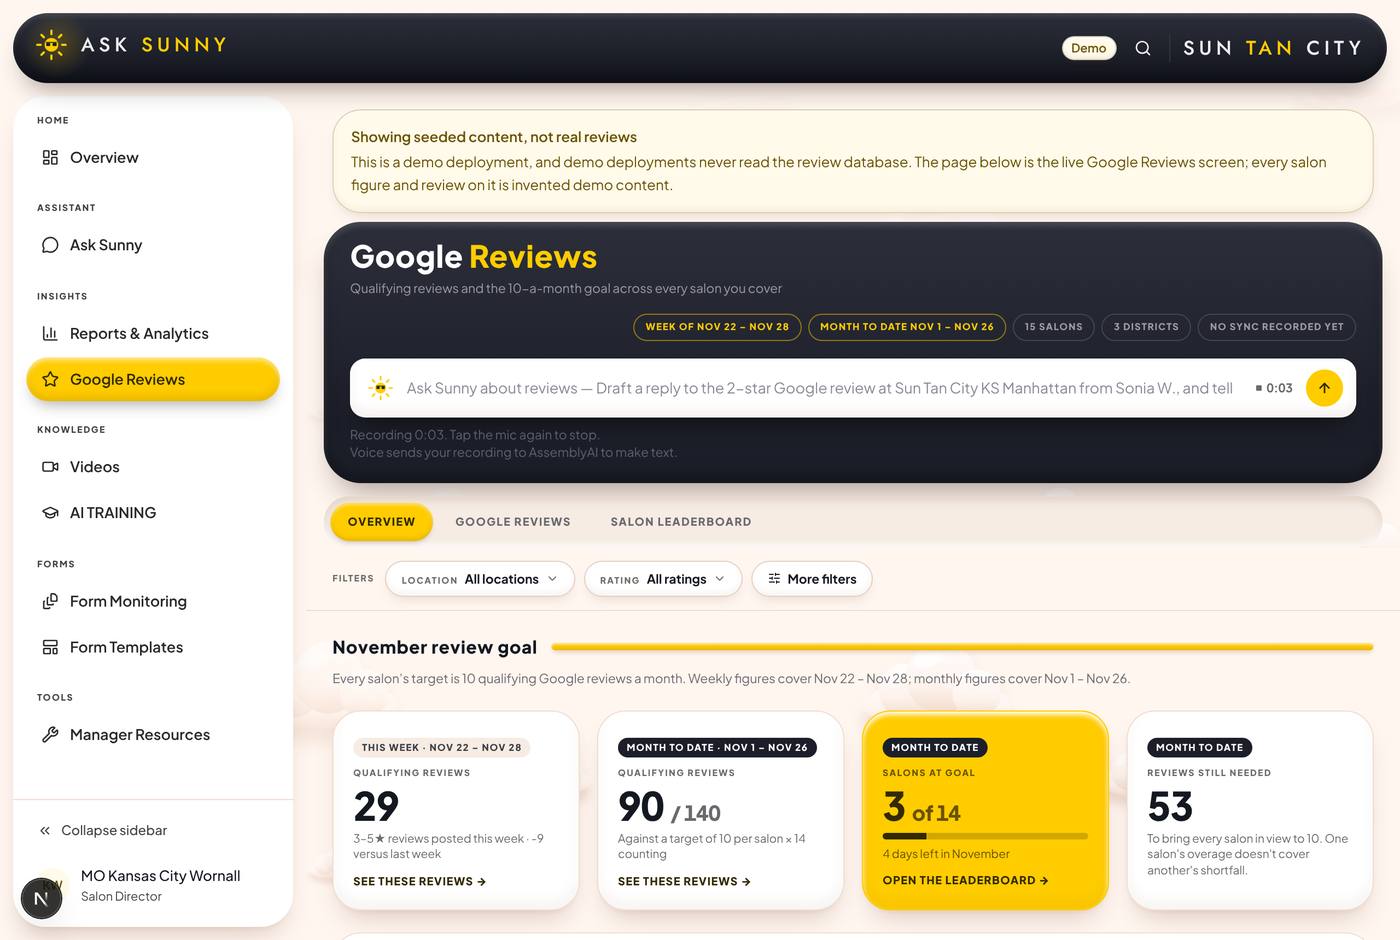 ASK SUNNY
Demo
SUN TAN CITY
HOME
Overview
ASSISTANT
Ask Sunny
INSIGHTS
Reports & Analytics
Google Reviews
KNOWLEDGE
Videos
AI TRAINING
FORMS
Form Monitoring
Form Templates
TOOLS
Manager Resources
Collapse sidebar
MO Kansas City Wornall
Salon Director
N
Showing seeded content, not real reviews
This is a demo deployment, and demo deployments never read the review database. The page below is the live Google Reviews screen; every salon
figure and review on it is invented demo content.
Google Reviews
Qualifying reviews and the 10–a-month goal across every salon you cover
WEEK OF NOV 22 – NOV 28
MONTH TO DATE NOV 1 – NOV 26
15 SALONS
3 DISTRICTS
NO SYNC RECORDED YET
Ask Sunny about reviews — Draft a reply to the 2–star Google review at Sun Tan City KS Manhattan from Sonia W., and tell
0:03
Recording 0:03. Tap the mic again to stop.
Voice sends your recording to AssemblyAI to make text.
OVERVIEW
GOOGLE REVIEWS
SALON LEADERBOARD
FILTERS
LOCATION All locations
RATING All ratings
More filters
November review goal
Every salon's target is 10 qualifying Google reviews a month. Weekly figures cover Nov 22 – Nov 28; monthly figures cover Nov 1 – Nov 26.
THIS WEEK · NOV 22 – NOV 28
QUALIFYING REVIEWS
29
3–5★ reviews posted this week · -9
versus last week
SEE THESE REVIEWS →
MONTH TO DATE · NOV 1 – NOV 26
QUALIFYING REVIEWS
90 / 140
Against a target of 10 per salon × 14
counting
SEE THESE REVIEWS →
MONTH TO DATE
SALONS AT GOAL
3 of 14
4 days left in November
OPEN THE LEADERBOARD →
MONTH TO DATE
REVIEWS STILL NEEDED
53
To bring every salon in view to 10. One
salon's overage doesn't cover
another's shortfall.